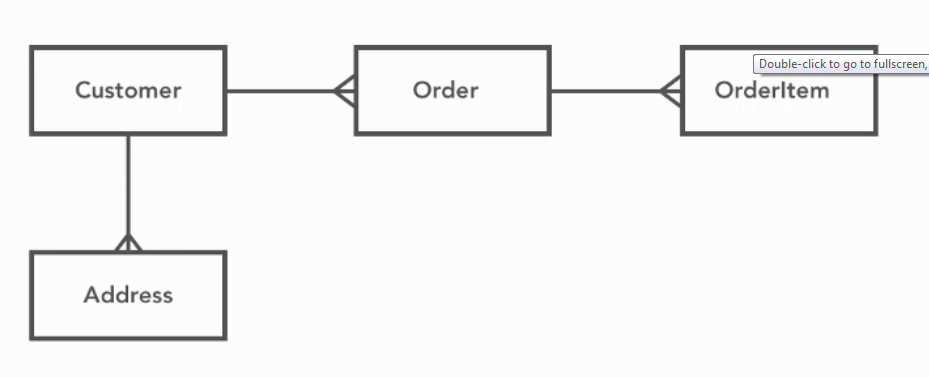 Customer
Order
OrderItem
Double-click to go to fullscreen,
Address